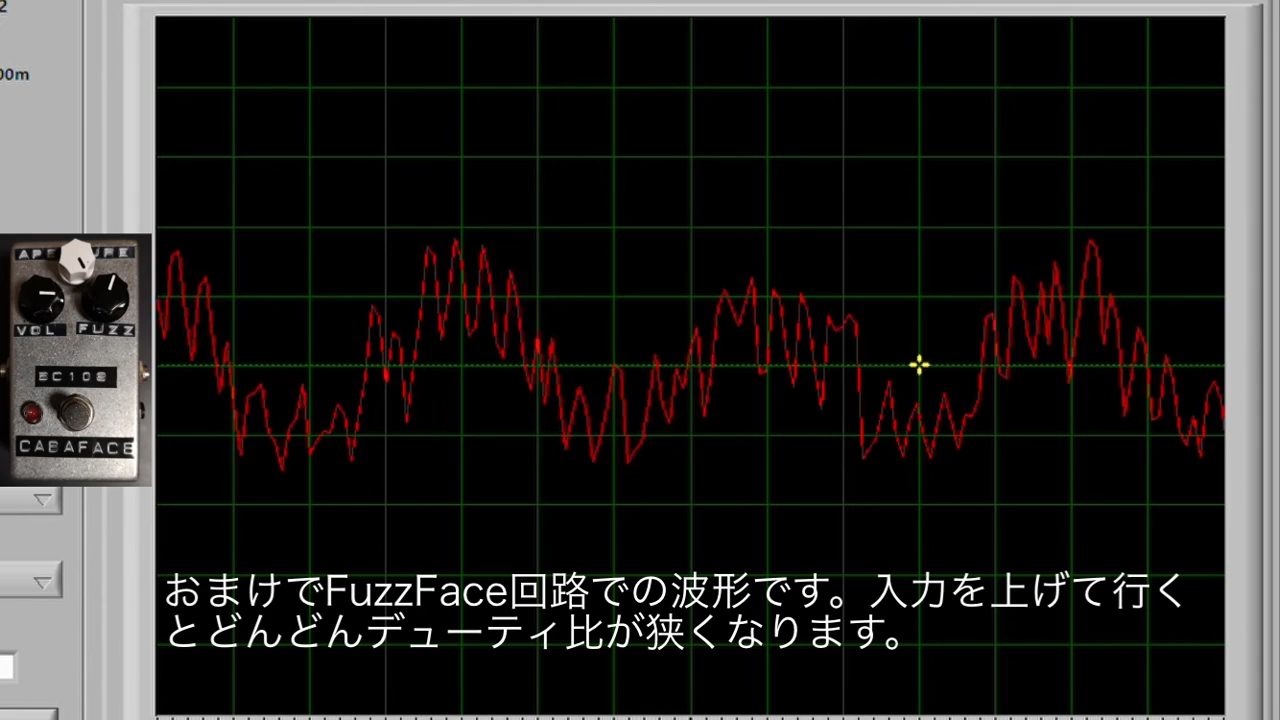 2
00m
VOL FUZZ
BC108
CABAFACE
おまけでFuzzFace回路での波形です。入力を上げて行く
とどんどんデューティ比が狭くなります。